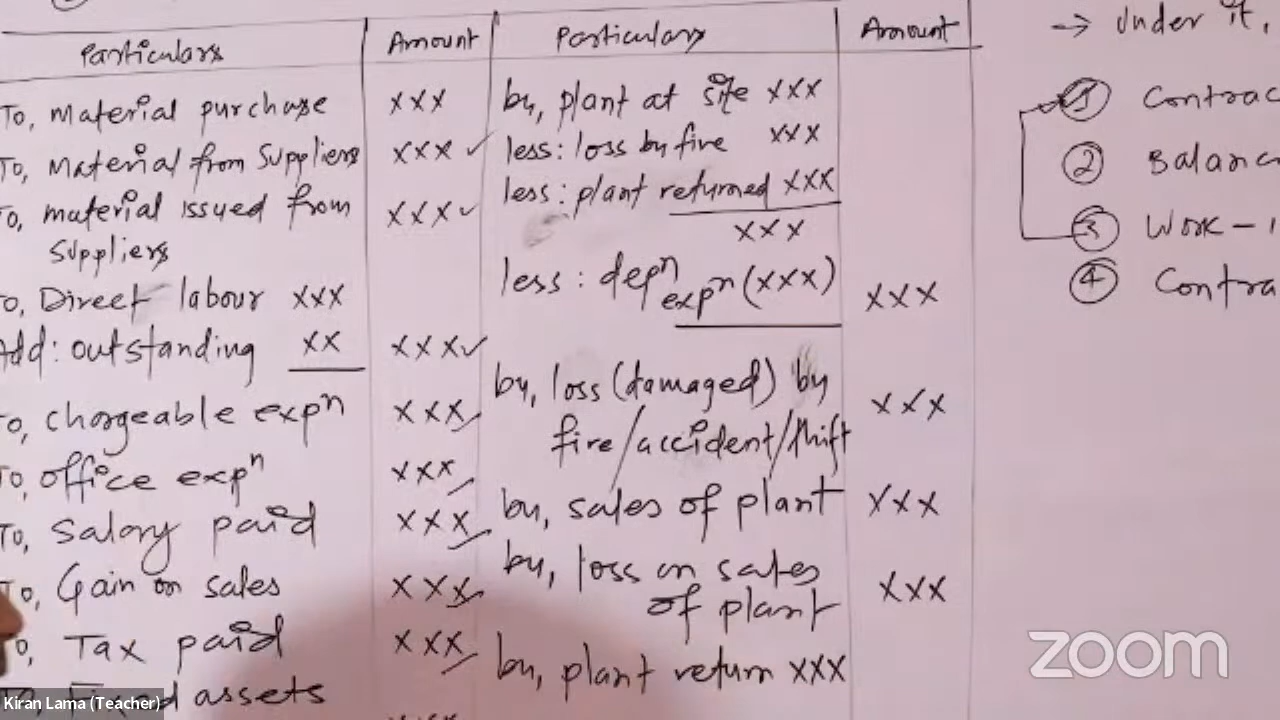 Particulars Amount Particulars Amount
To, Material purchase xxx by, plant at site xxx
To, Material from Suppliers xxx less: loss by fire xxx
To, material issued from Suppliers xxx less: plant returned xxx
xxx
To, Direct labour xxx less: depⁿ expⁿ (xxx) xxx
Add: outstanding xx xxx by, loss (damaged) by fire/accident/thift xxx
To, chargeable expⁿ xxx
To, office expⁿ xxx
To, Salary paid xxx by, sales of plant xxx
To, Gain on sales xxx by, loss on sales of plant xxx
To, Tax paid xxx by, plant return xxx
To, Fixed assets
→ Under it,
① Contrac
② Balanc
③ Work - i
④ Contra
zoom
Kiran Lama (Teacher)